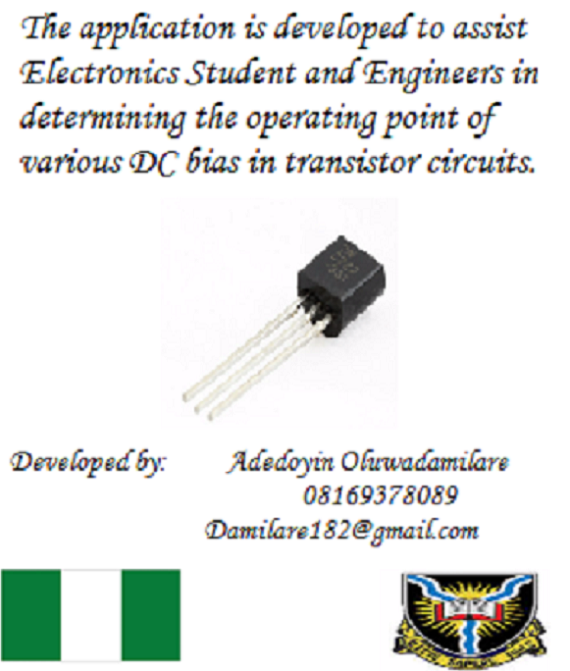 The application is developed to assist
Electronics Student and Engineers in
determining the operating point of
various DC bias in transistor circuits.
Developed by: Adedoyin Oluwadamilare
08169378089
Damilare182@gmail.com